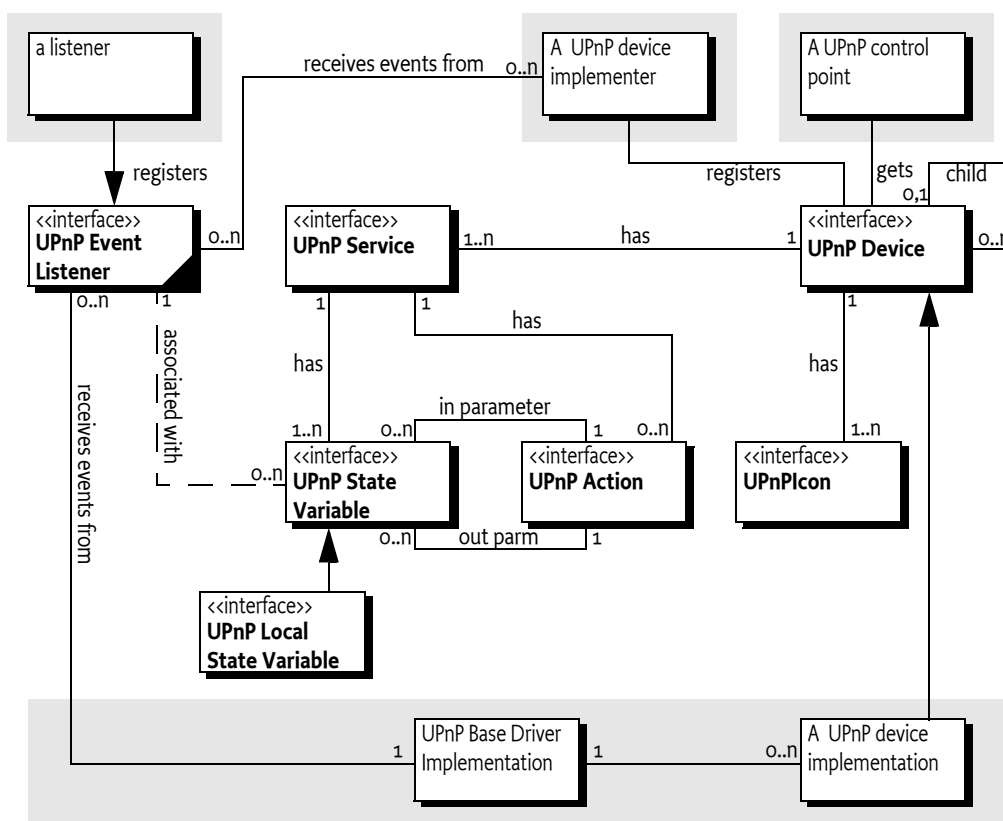 a listener
receives events from
0..n
A UPnP device
implementer
A UPnP control
point
registers
registers
gets
child
0,1
<<interface>>
UPnP Event
Listener
0..n
<<interface>>
UPnP Service
1..n
has
1
<<interface>>
UPnP Device
0..n
0..n
1
1
1
1
has
associated with
has
has
receives events from
in parameter
1..n
0..n
1
0..n
1..n
0..n
<<interface>>
UPnP State
Variable
<<interface>>
UPnP Action
<<interface>>
UPnPIcon
0..n
out parm
1
<<interface>>
UPnP Local
State Variable
1
UPnP Base Driver
Implementation
1
0..n
A UPnP device
implementation